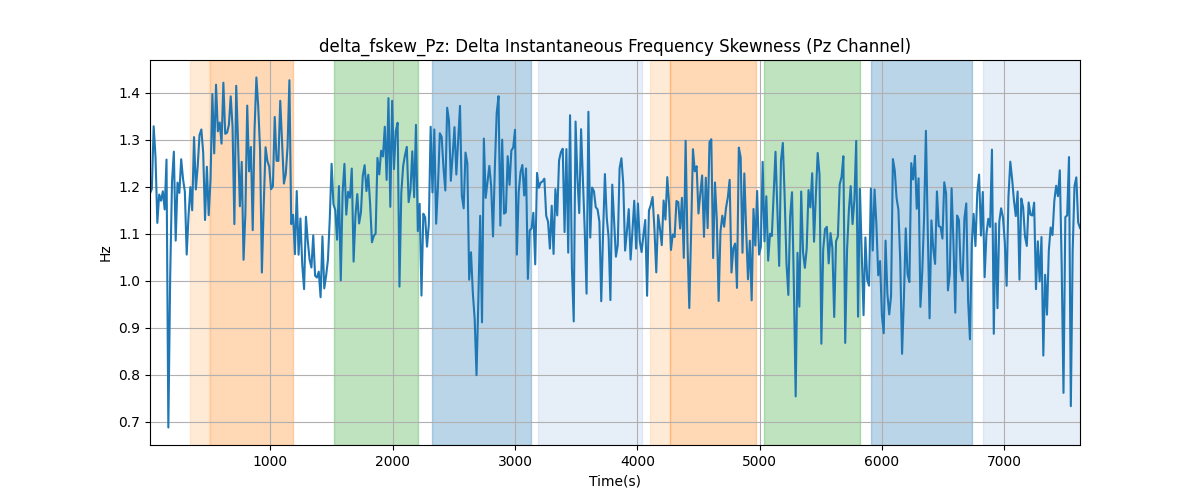 delta_fskew_Pz: Delta Instantaneous Frequency Skewness (Pz Channel)
1.4
1.3
1.2
1.1
1.0
0.9
0.8
0.7
Hz
1000 2000 3000 4000 5000 6000 7000
Time(s)